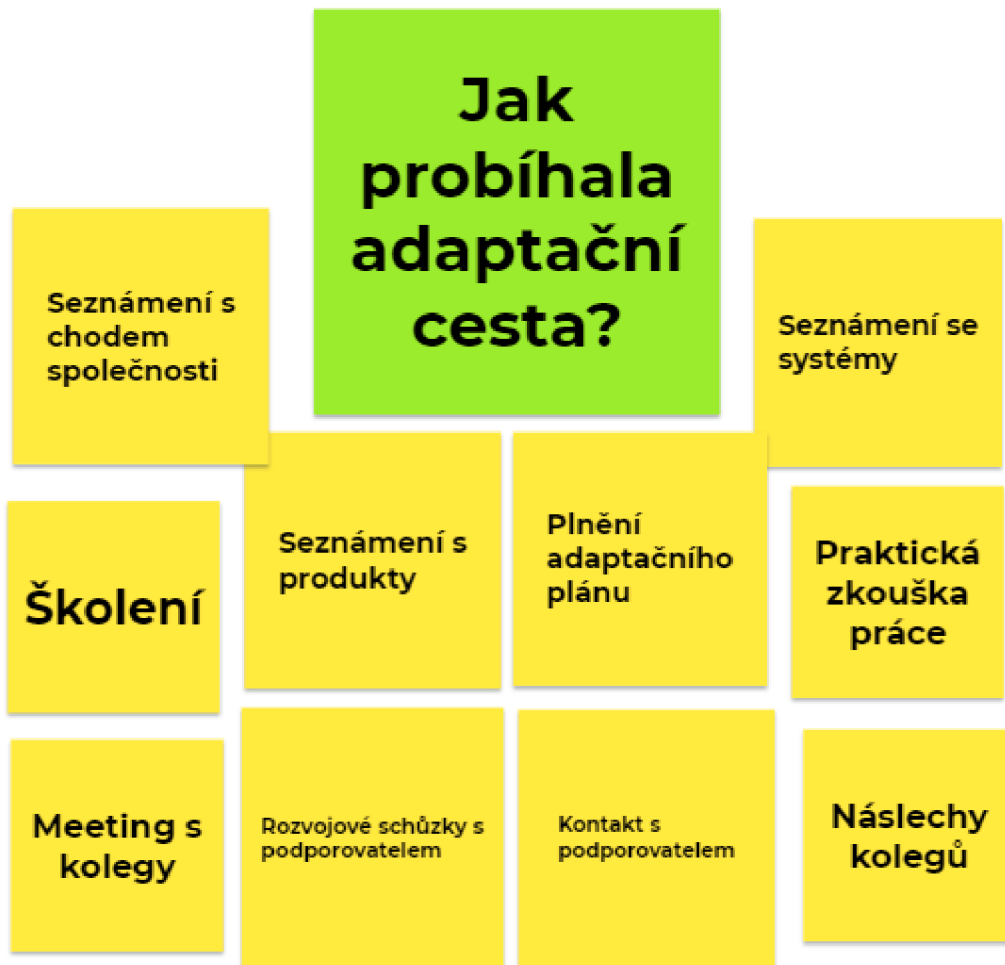 Jak
probíhala
adaptační
cesta?
Seznámení s
chodem
společnosti
Seznámení se
systémy
Seznámení s
produkty
Plnění
adaptačního
plánu
Školení
Praktická
zkouška
práce
Meeting s
kolegy
Rozvojové schůzky s
podporovatelem
Kontakt s
podporovatelem
Náslechy
kolegů